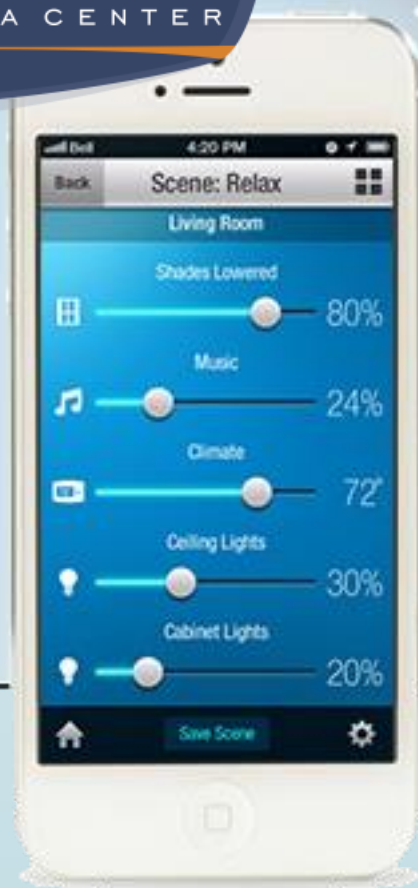 A CENTER
Bell 4:20 PM
Back Scene: Relax
Living Room
Shades Lowered
80%
Music
24%
Climate
72°
Ceiling Lights
30%
Cabinet Lights
20%
Save Scene